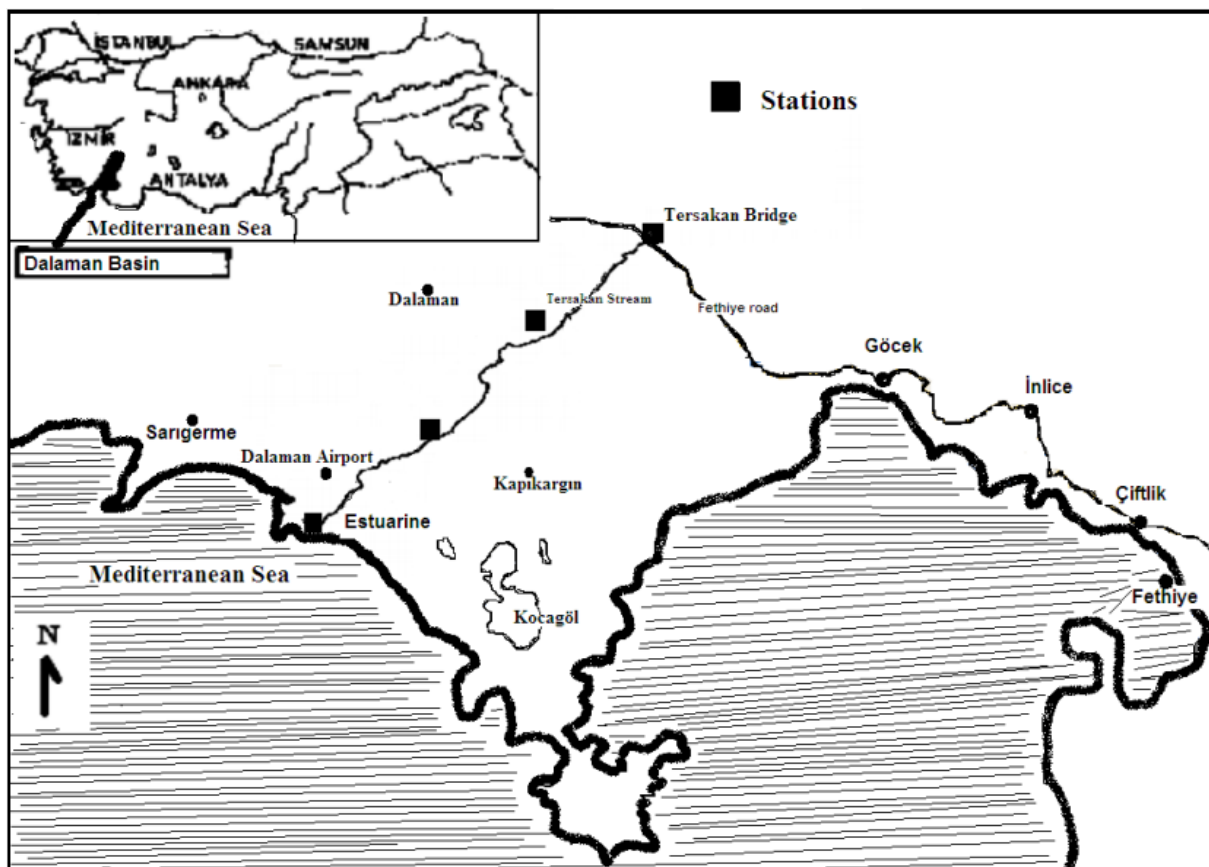 İSTANBUL
SAMSUN
ANKARA
İZMİR
ANTALYA
Mediterranean Sea
Dalaman Basin
Stations
Tersakan Bridge
Dalaman
Tersakan Stream
Fethiye road
Göcek
İnlice
Sarıgerme
Dalaman Airport
Kapıkargın
Çiftlik
Estuarine
Mediterranean Sea
Fethiye
Kocagöl
N